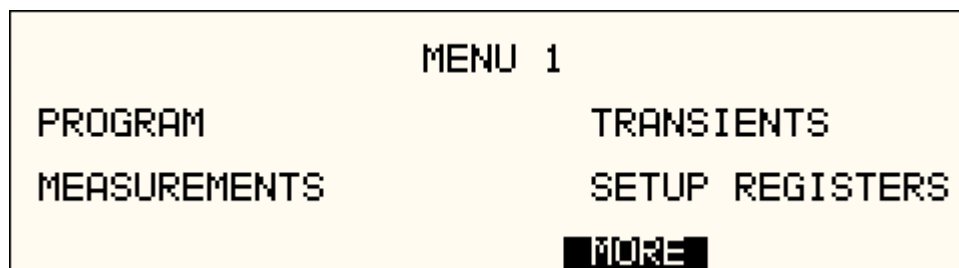 MENU 1
PROGRAM TRANSIENTS
MEASUREMENTS SETUP REGISTERS
MORE